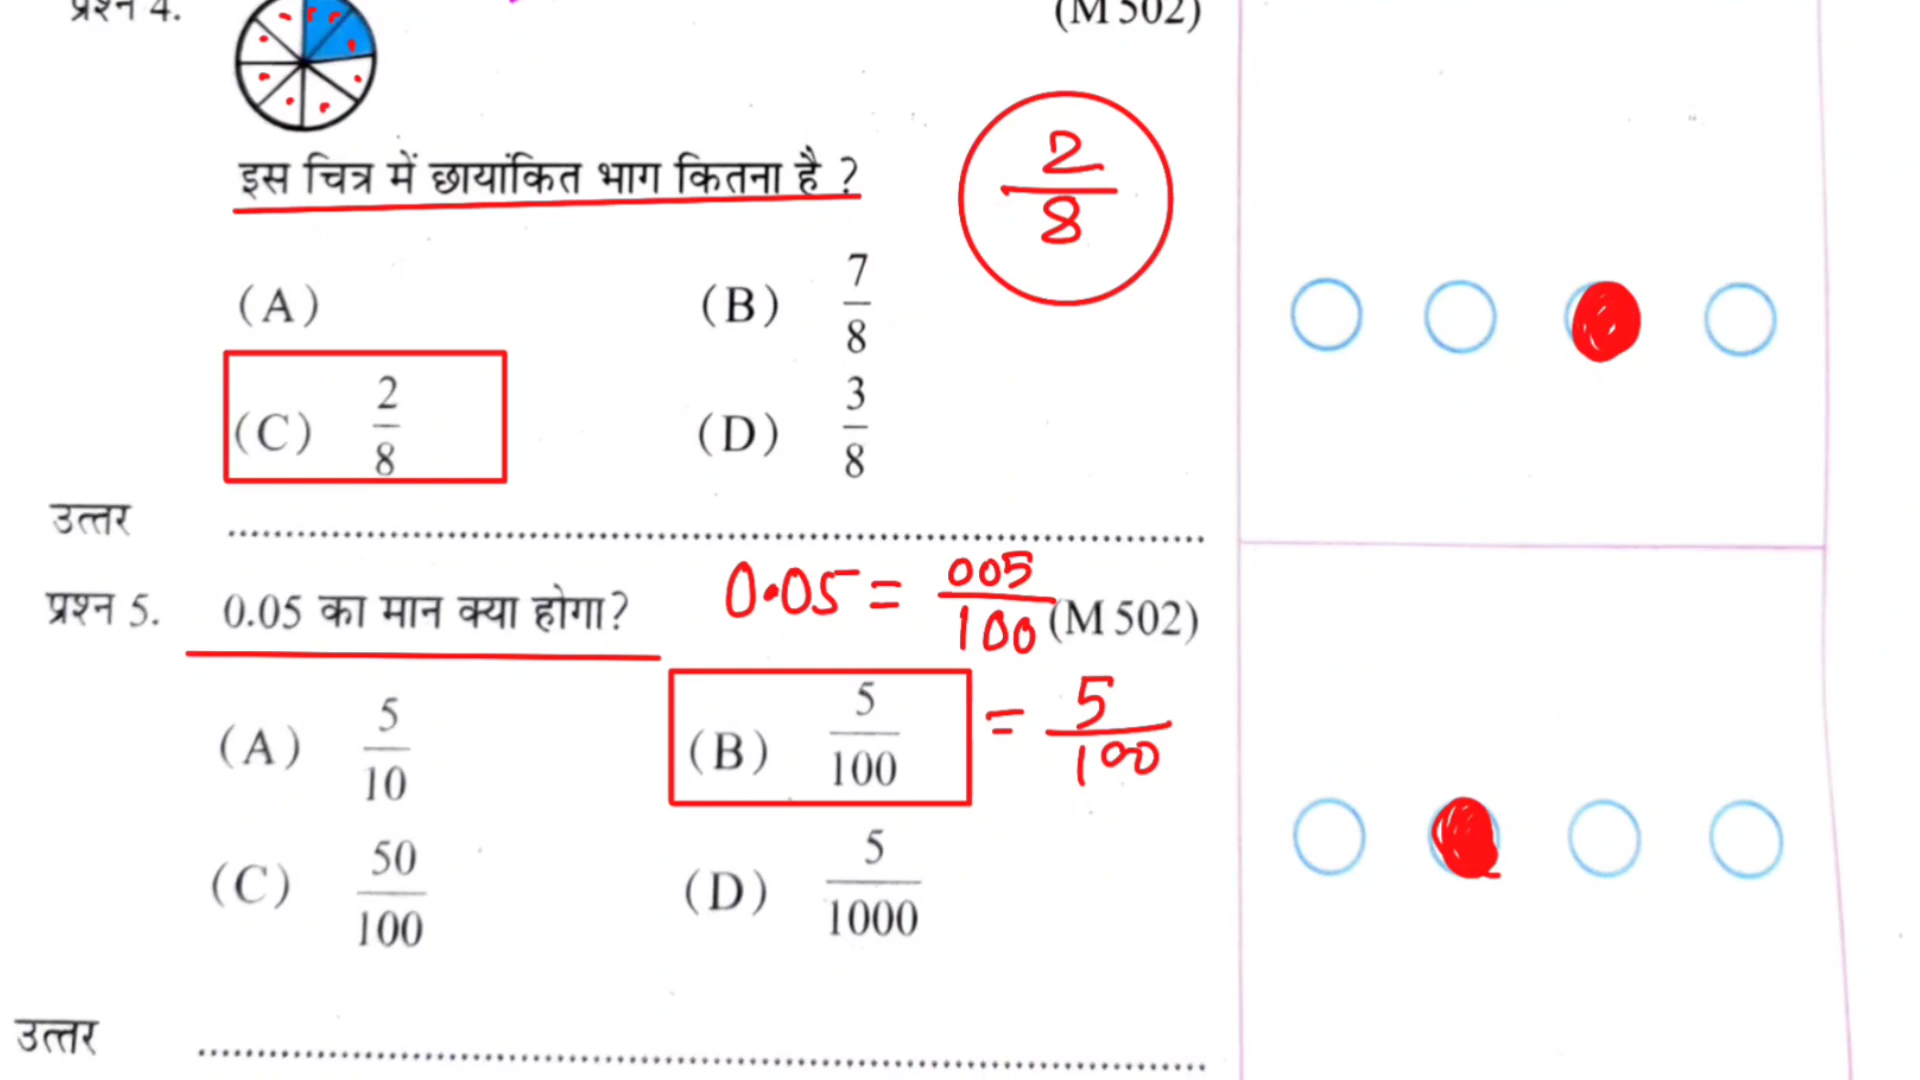 प्रश्न 4.
(M 502)
इस चित्र में छायांकित भाग कितना है ?
2
8
(A)
(B) 7/8
(C) 2/8
(D) 3/8
उत्तर
प्रश्न 5. 0.05 का मान क्या होगा?
(M 502)
0.05 = 005/100
= 5/100
(A) 5/10
(B) 5/100
(C) 50/100
(D) 5/1000
उत्तर